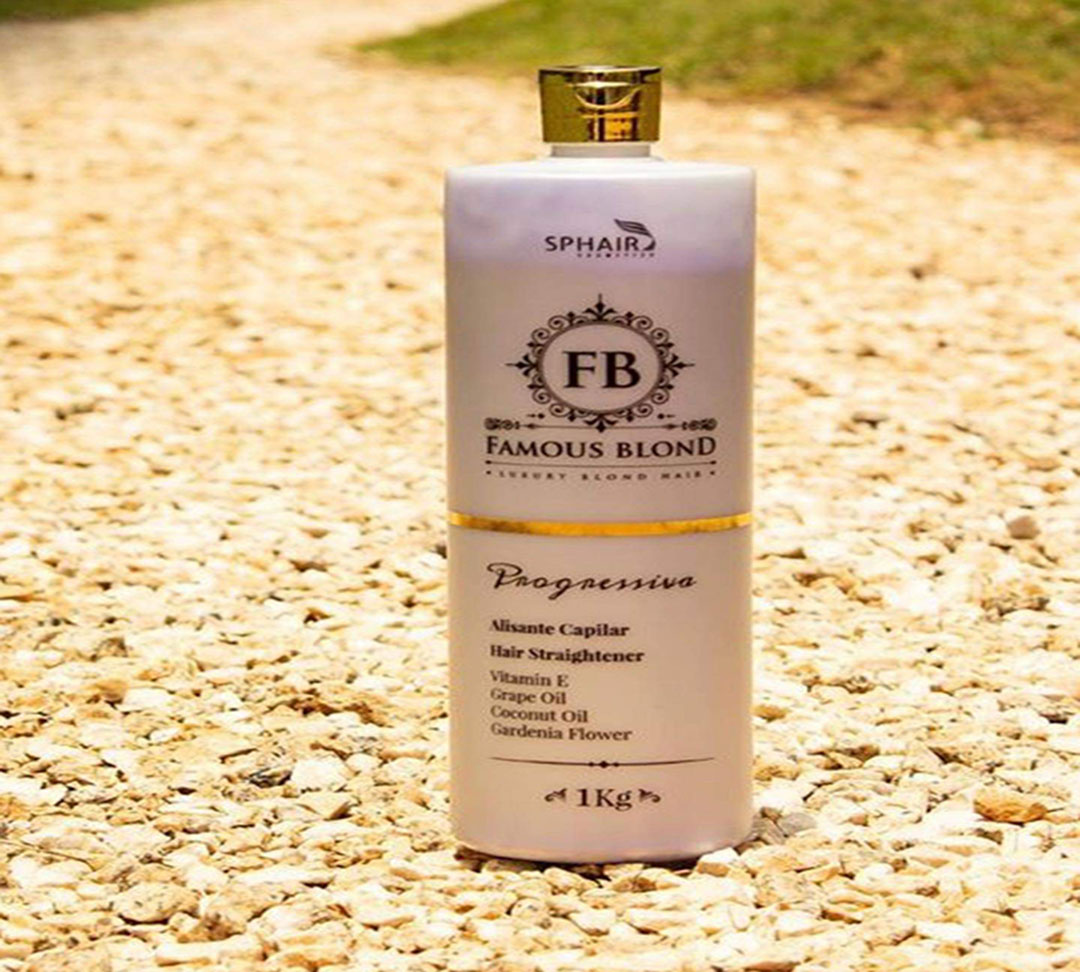 SPHAIR
COSMETICS
FB
FAMOUS BLOND
LUXURY BLOND HAIR
Progressiva
Alisante Capilar
Hair Straightener
Vitamin E
Grape Oil
Coconut Oil
Gardenia Flower
1Kg